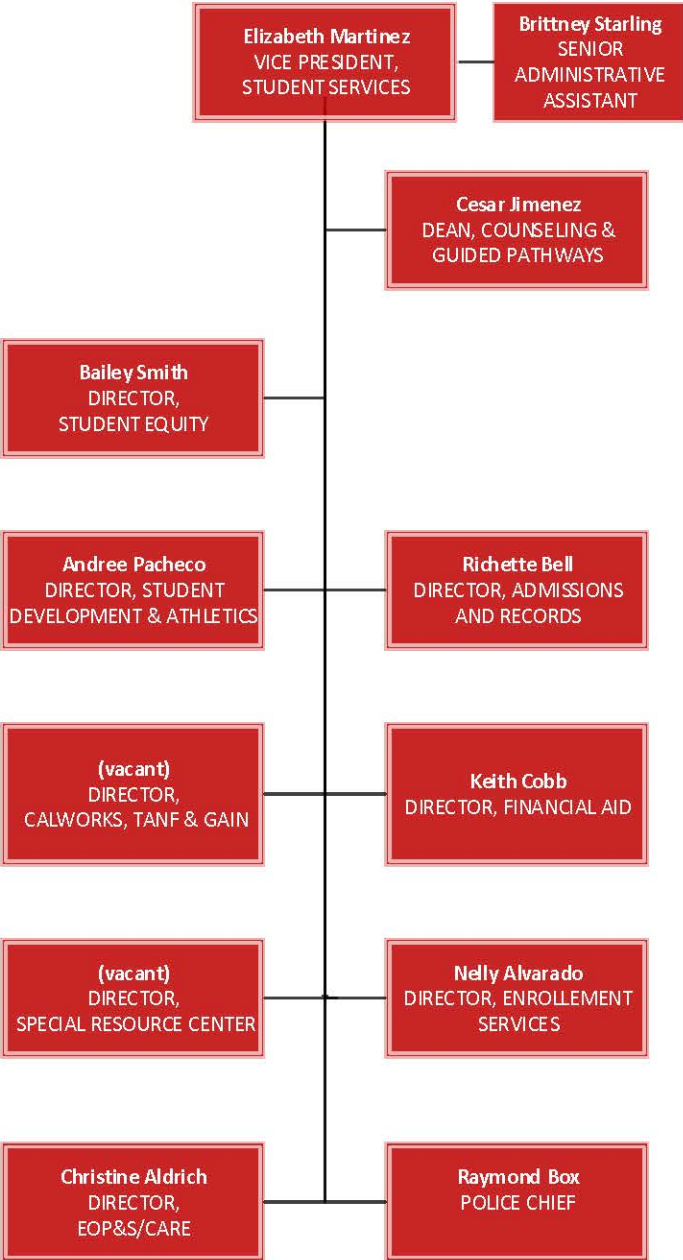 Elizabeth Martinez
VICE PRESIDENT,
STUDENT SERVICES
Brittney Starling
SENIOR
ADMINISTRATIVE
ASSISTANT
Cesar Jimenez
DEAN, COUNSELING &
GUIDED PATHWAYS
Bailey Smith
DIRECTOR,
STUDENT EQUITY
Andree Pacheco
DIRECTOR, STUDENT
DEVELOPMENT & ATHLETICS
Richette Bell
DIRECTOR, ADMISSIONS
AND RECORDS
(vacant)
DIRECTOR,
CALWORKS, TANF & GAIN
Keith Cobb
DIRECTOR, FINANCIAL AID
(vacant)
DIRECTOR,
SPECIAL RESOURCE CENTER
Nelly Alvarado
DIRECTOR, ENROLLEMENT
SERVICES
Christine Aldrich
DIRECTOR,
EOP&S/CARE
Raymond Box
POLICE CHIEF